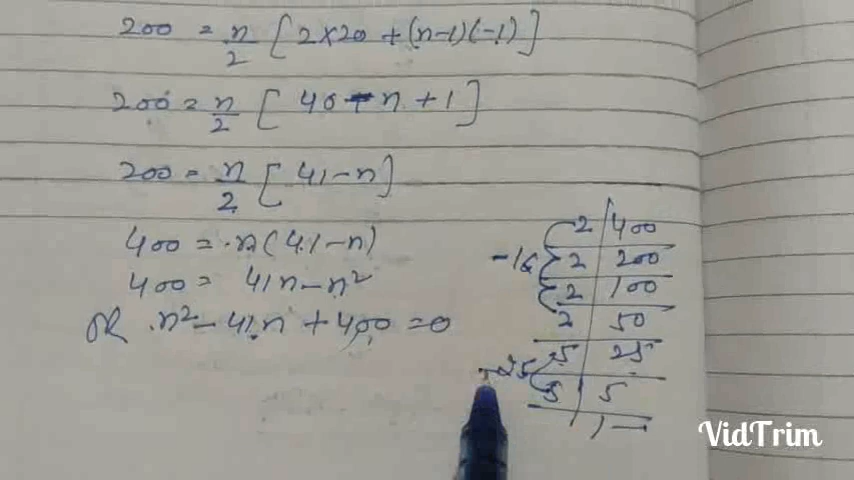 200 = n/2 [ 2×20 + (n-1)(-1) ]
200 = n/2 [ 40 - n + 1 ]
200 = n/2 [ 41 - n ]
400 = n(41-n)
400 = 41n - n²
OR n² - 41n + 400 = 0
2 | 400
-16 2 | 200
2 | 100
2 | 50
5 | 25
-25
5 | 5
1
VidTrim